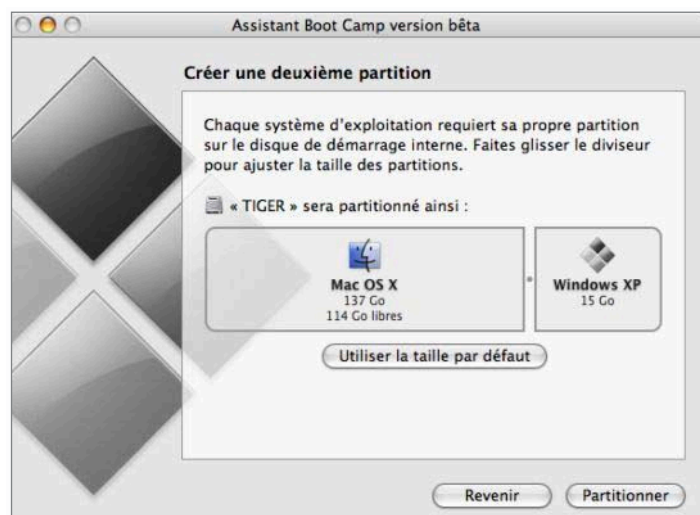 Assistant Boot Camp version bêta
Créer une deuxième partition
Chaque système d'exploitation requiert sa propre partition
sur le disque de démarrage interne. Faites glisser le diviseur
pour ajuster la taille des partitions.
« TIGER » sera partitionné ainsi :
Mac OS X
137 Go
114 Go libres
Windows XP
15 Go
Utiliser la taille par défaut
Revenir
Partitionner